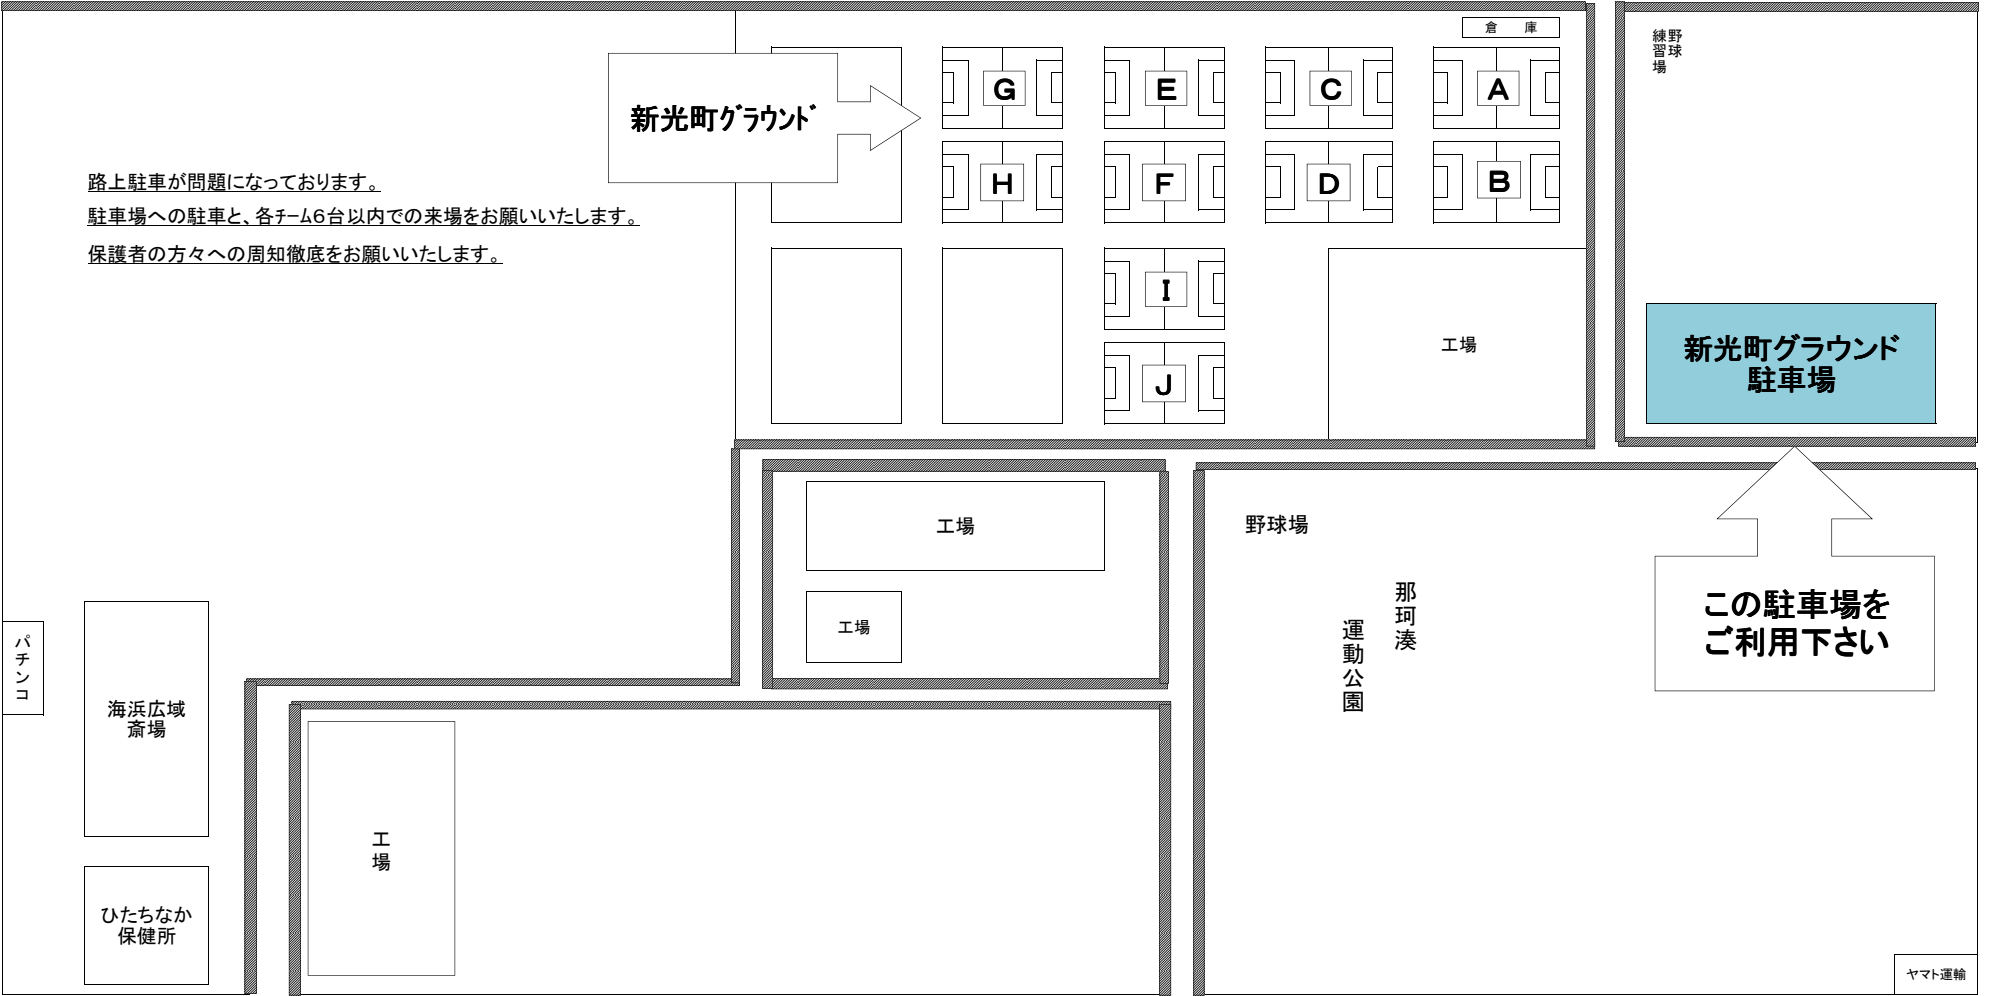 倉　庫
野球
練習場
G
E
C
A
新光町グラウンド
H
F
D
B
路上駐車が問題になっております。
駐車場への駐車と、各チーム6台以内での来場をお願いいたします。
保護者の方々への周知徹底をお願いいたします。
I
工場
新光町グラウンド
駐車場
J
工場
野球場
那珂湊
運動公園
この駐車場を
ご利用下さい
工場
パチンコ
海浜広域
斎場
工場
ひたちなか
保健所
ヤマト運輸